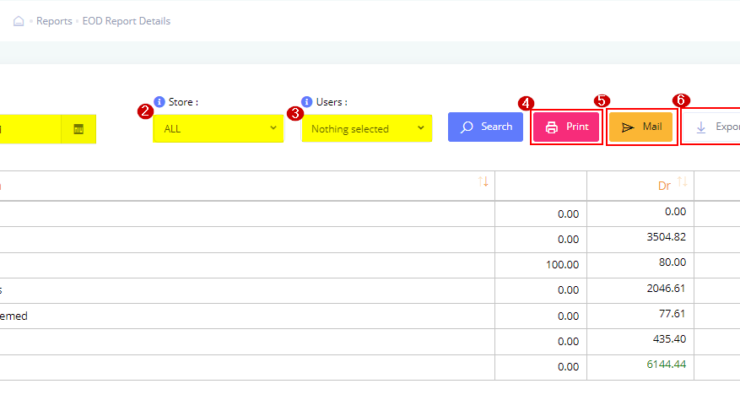 Reports EOD Report Details
2 Store : 3 Users : 4 5 6
ALL Nothing selected Search Print Mail
Dr
0.00 0.00
0.00 3504.82
100.00 80.00
0.00 2046.61
0.00 77.61
0.00 435.40
0.00 6144.44